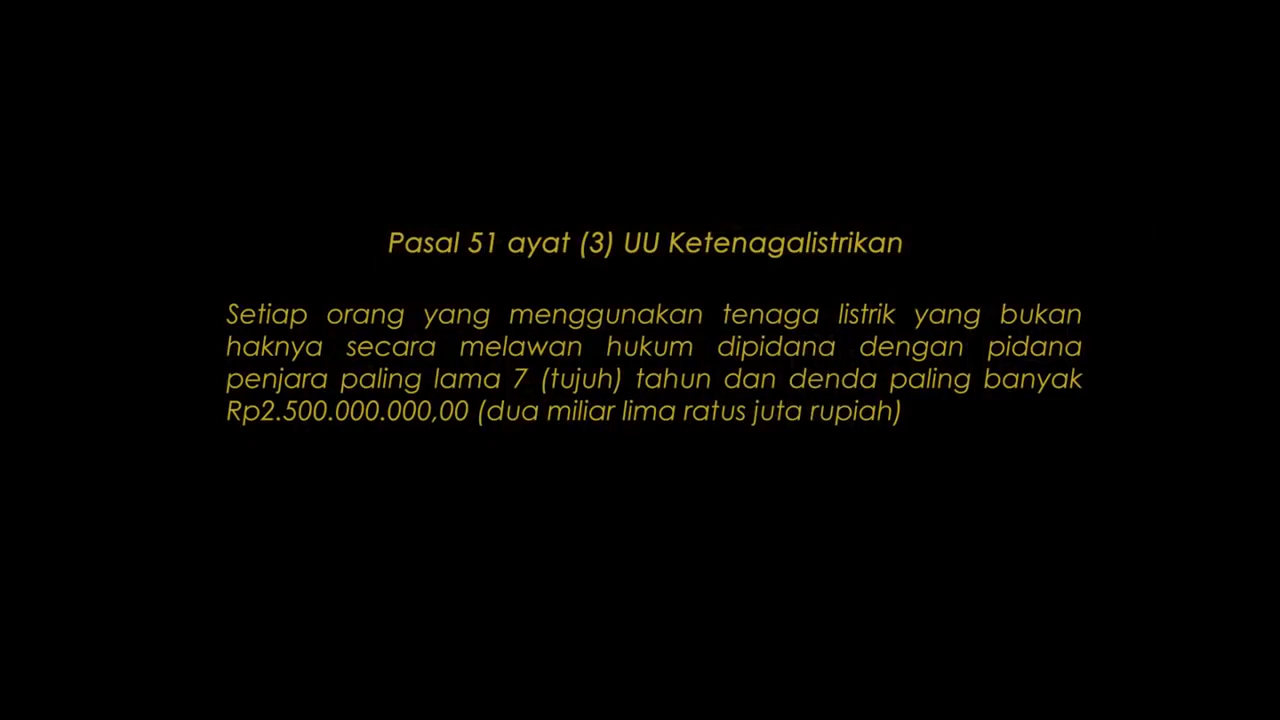 Pasal 51 ayat (3) UU Ketenagalistrikan
Setiap orang yang menggunakan tenaga listrik yang bukan
haknya secara melawan hukum dipidana dengan pidana
penjara paling lama 7 (tujuh) tahun dan denda paling banyak
Rp2.500.000.000,00 (dua miliar lima ratus juta rupiah)